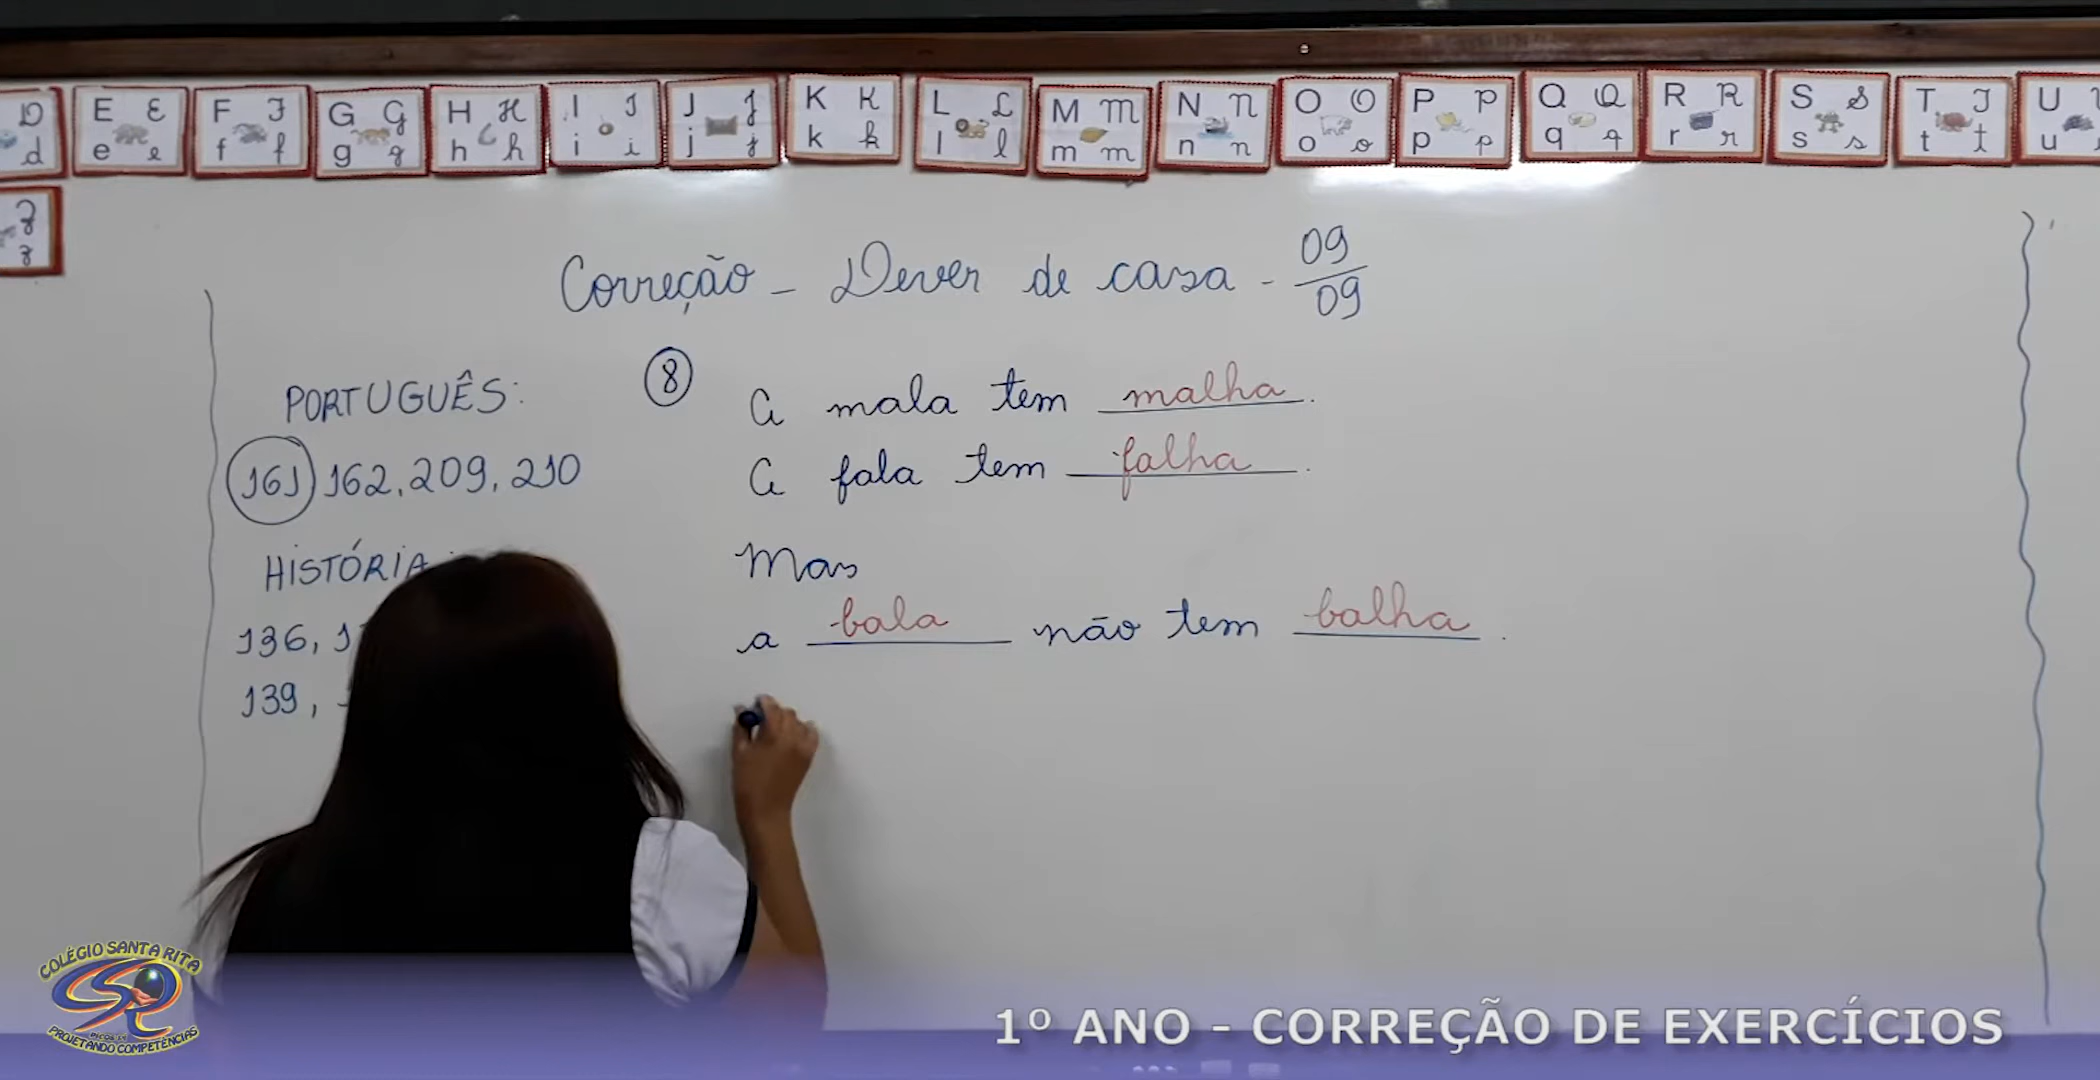 D
d
E E
e e
F F
f f
G G
g g
H H
h h
I I
i i
J J
j j
K K
k k
L L
l l
M M
m m
N N
n n
O O
o o
P P
p p
Q Q
q q
R R
r r
S S
s s
T T
t t
U
u
Z
z
Correção - Dever de casa - 09/09
PORTUGUÊS:
161, 162, 209, 210
HISTÓRIA
136,
139,
8
A mala tem malha.
A fala tem falha.
Mas
a bala não tem balha.
COLÉGIO SANTA RITA
PROJETANDO COMPETÊNCIAS
1º ANO - CORREÇÃO DE EXERCÍCIOS